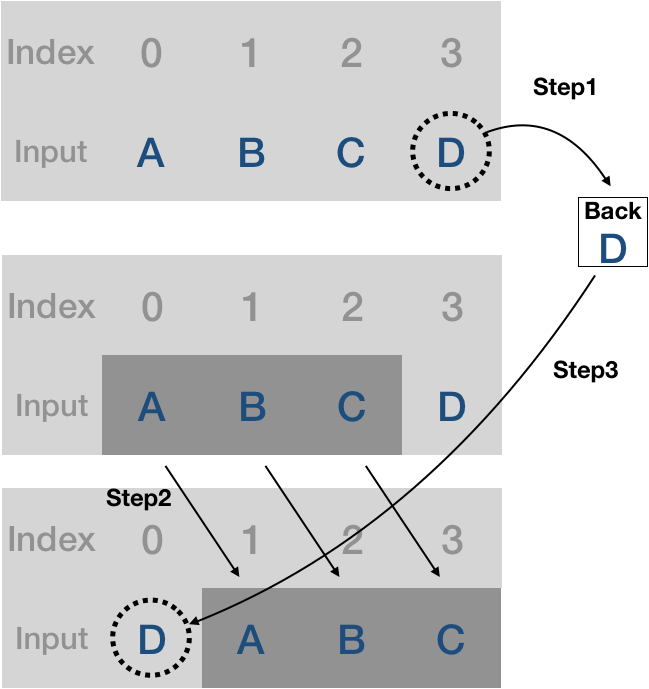 Index 0 1 2 3
Step1
Input A B C D
Back
D
Index 0 1 2 3
Step3
Input A B C D
Step2
Index 0 1 2 3
Input D A B C